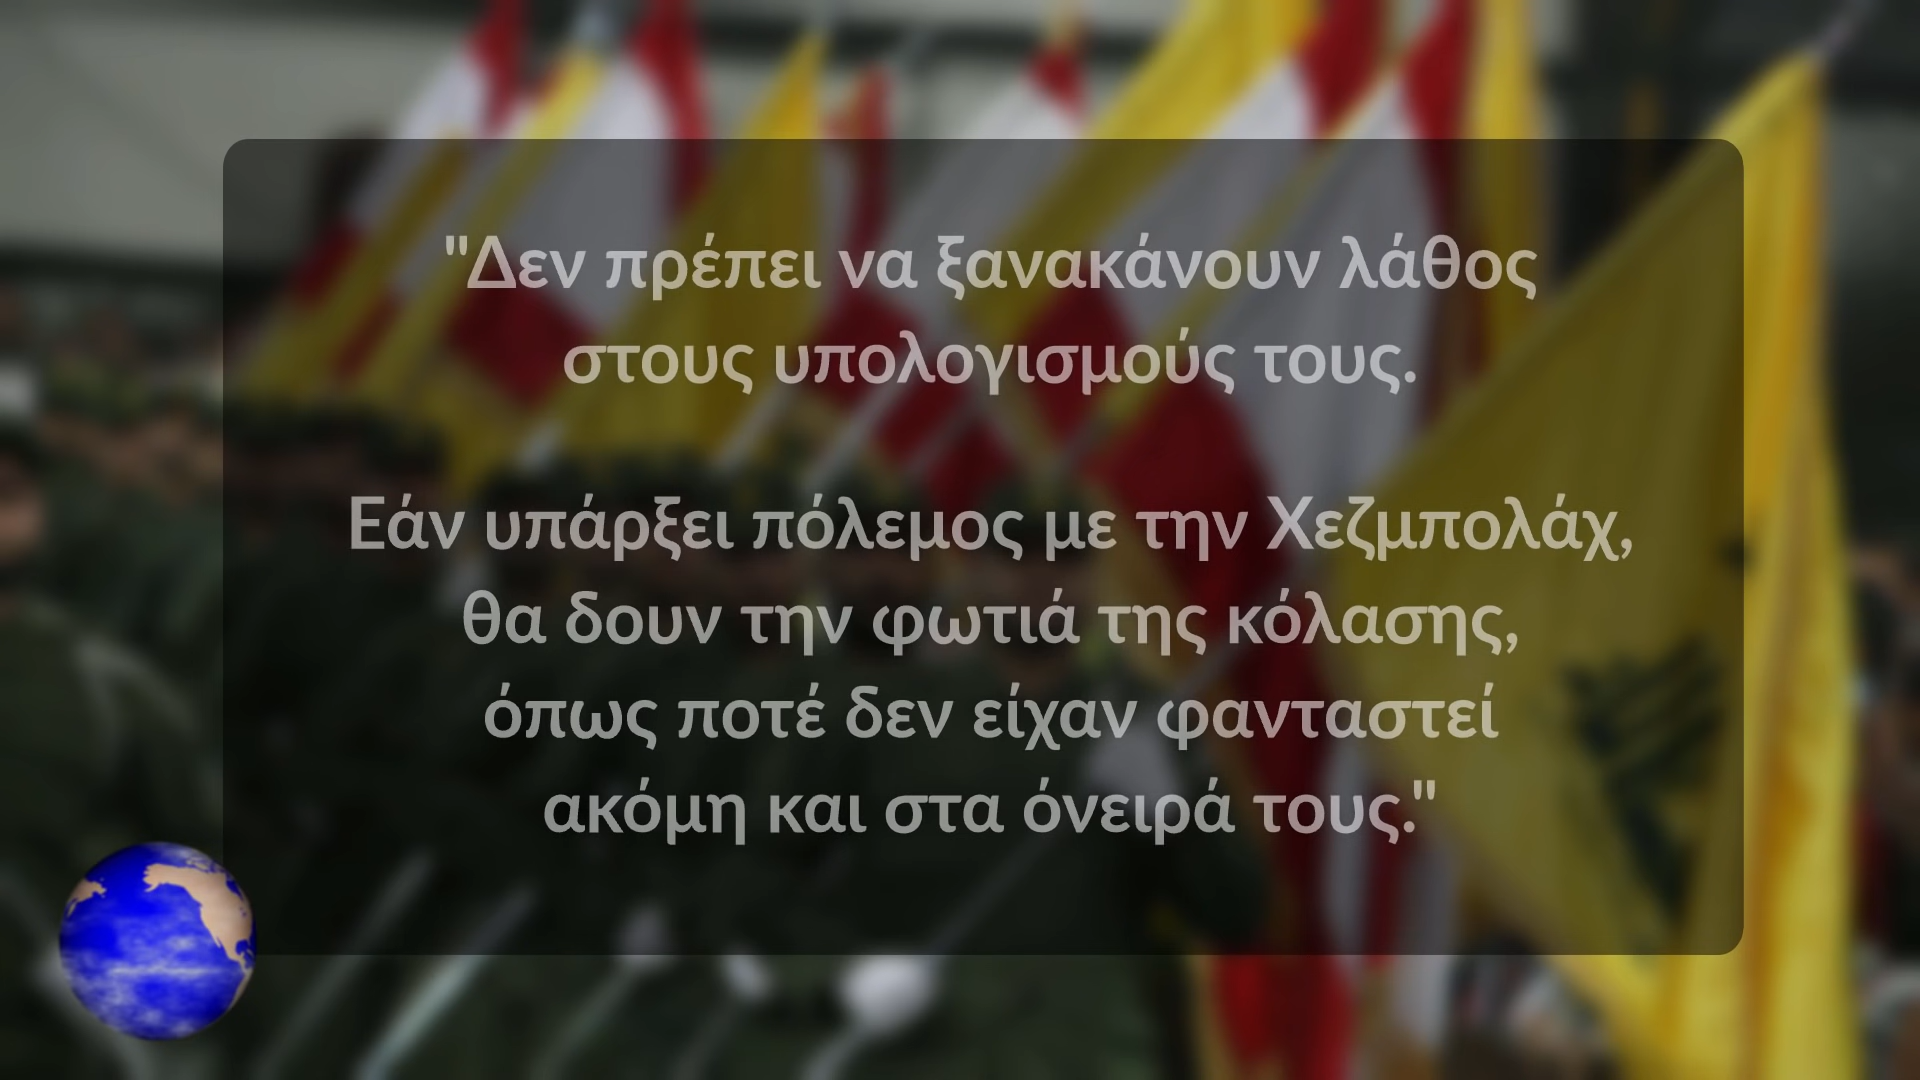 "Δεν πρέπει να ξανακάνουν λάθος
στους υπολογισμούς τους.
Εάν υπάρξει πόλεμος με την Χεζμπολάχ,
θα δουν την φωτιά της κόλασης,
όπως ποτέ δεν είχαν φανταστεί
ακόμη και στα όνειρά τους."